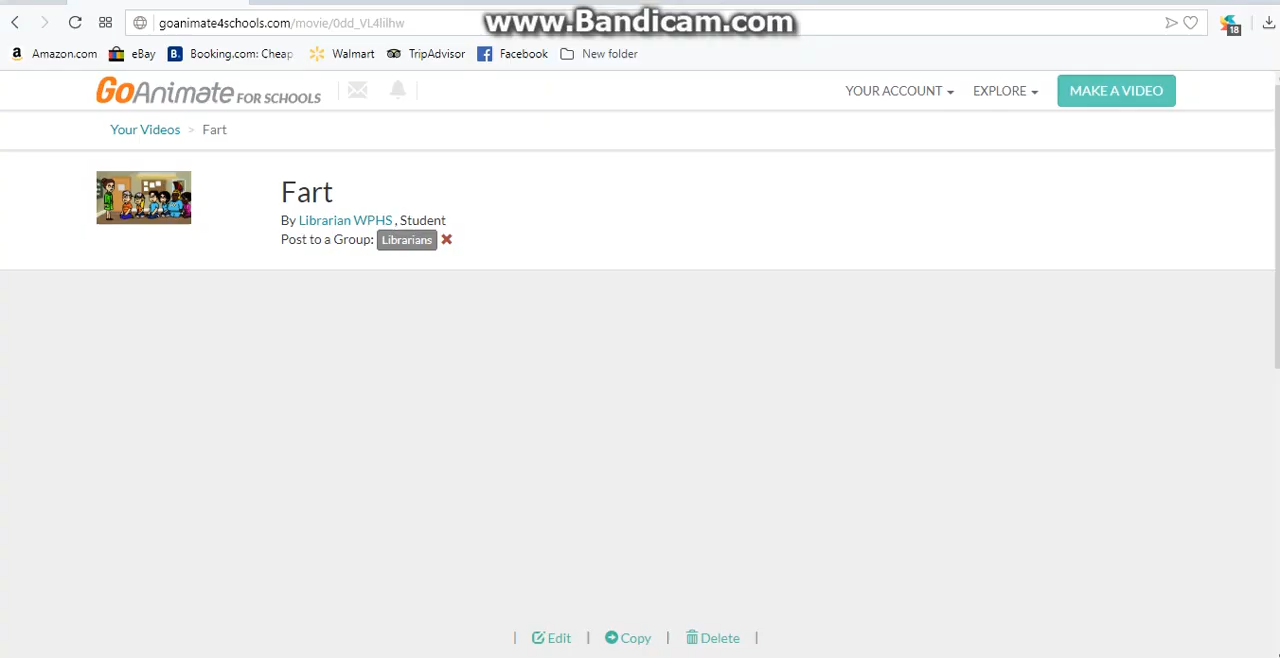 goanimate4schools.com/movie/0dd_VL4lilhw
www.Bandicam.com
18
Amazon.com eBay Booking.com: Cheap Walmart TripAdvisor Facebook New folder
GoAnimate FOR SCHOOLS YOUR ACCOUNT EXPLORE MAKE A VIDEO
Your Videos > Fart
Fart
By Librarian WPHS , Student
Post to a Group: Librarians
| Edit | Copy | Delete |